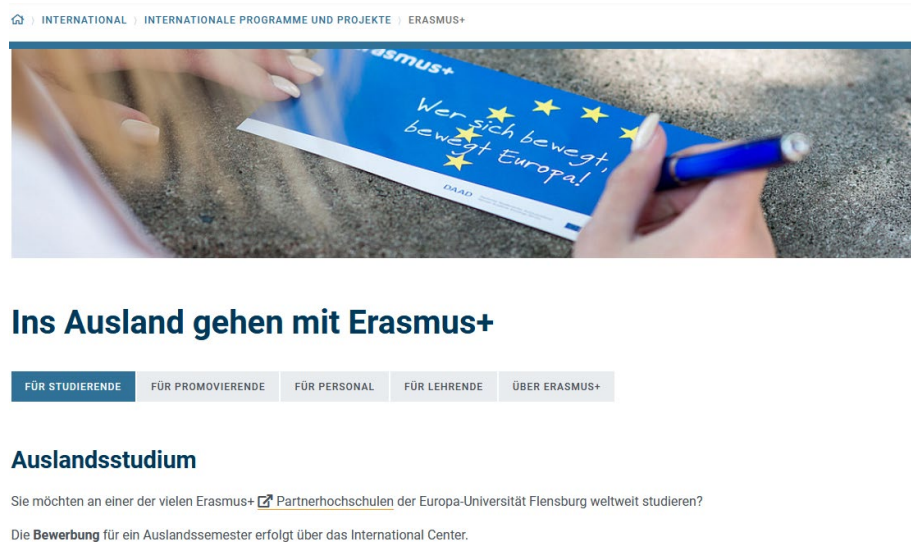 INTERNATIONAL > INTERNATIONALE PROGRAMME UND PROJEKTE > ERASMUS+
asmus+
Wer sich bewegt,
bewegt Europa!
DAAD
Ins Ausland gehen mit Erasmus+
FÜR STUDIERENDE FÜR PROMOVIERENDE FÜR PERSONAL FÜR LEHRENDE ÜBER ERASMUS+
Auslandsstudium
Sie möchten an einer der vielen Erasmus+ Partnerhochschulen der Europa-Universität Flensburg weltweit studieren?
Die Bewerbung für ein Auslandssemester erfolgt über das International Center.